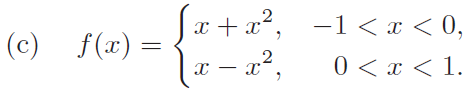 (c) f(x) = { x + x², −1 < x < 0,
x − x², 0 < x < 1.